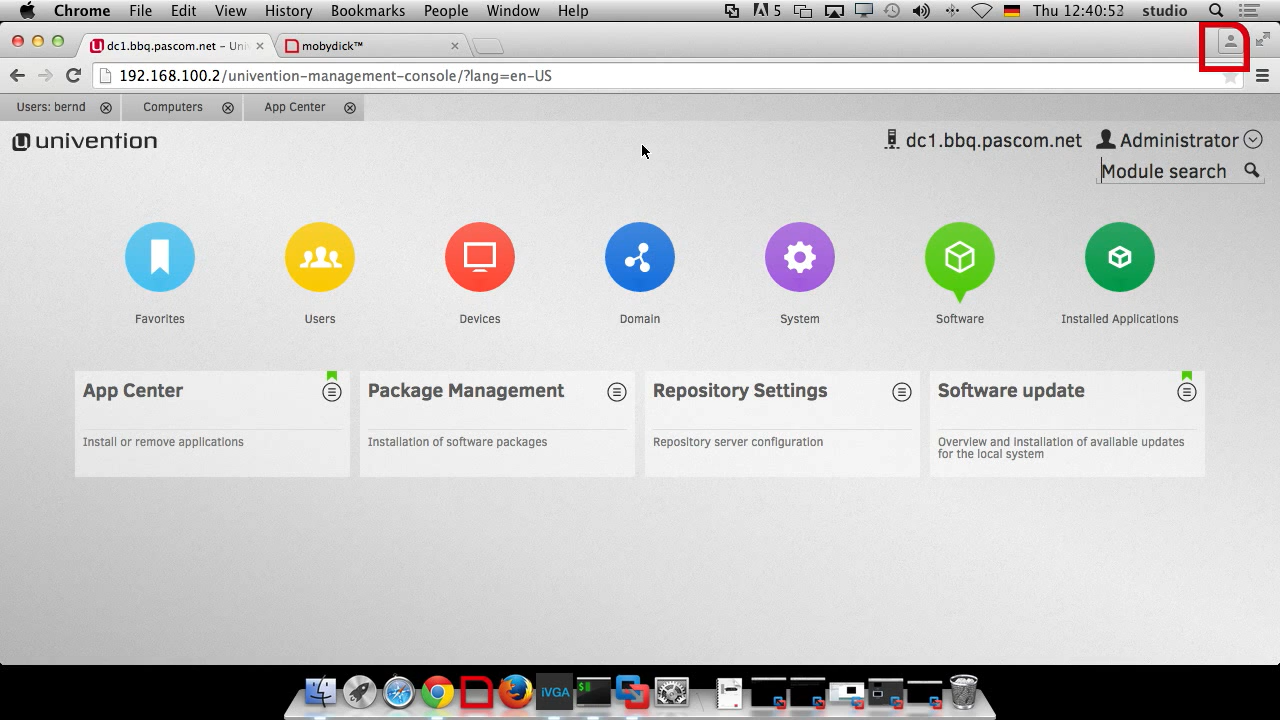 Chrome File Edit View History Bookmarks People Window Help 5 Thu 12:40:53 studio
dc1.bbq.pascom.net – Uni mobydick™
192.168.100.2/univention-management-console/?lang=en-US
Users: bernd Computers App Center
univention dc1.bbq.pascom.net Administrator
Module search
Favorites Users Devices Domain System Software Installed Applications
App Center Package Management Repository Settings Software update
Install or remove applications Installation of software packages Repository server configuration Overview and installation of available updates
for the local system
iVGA